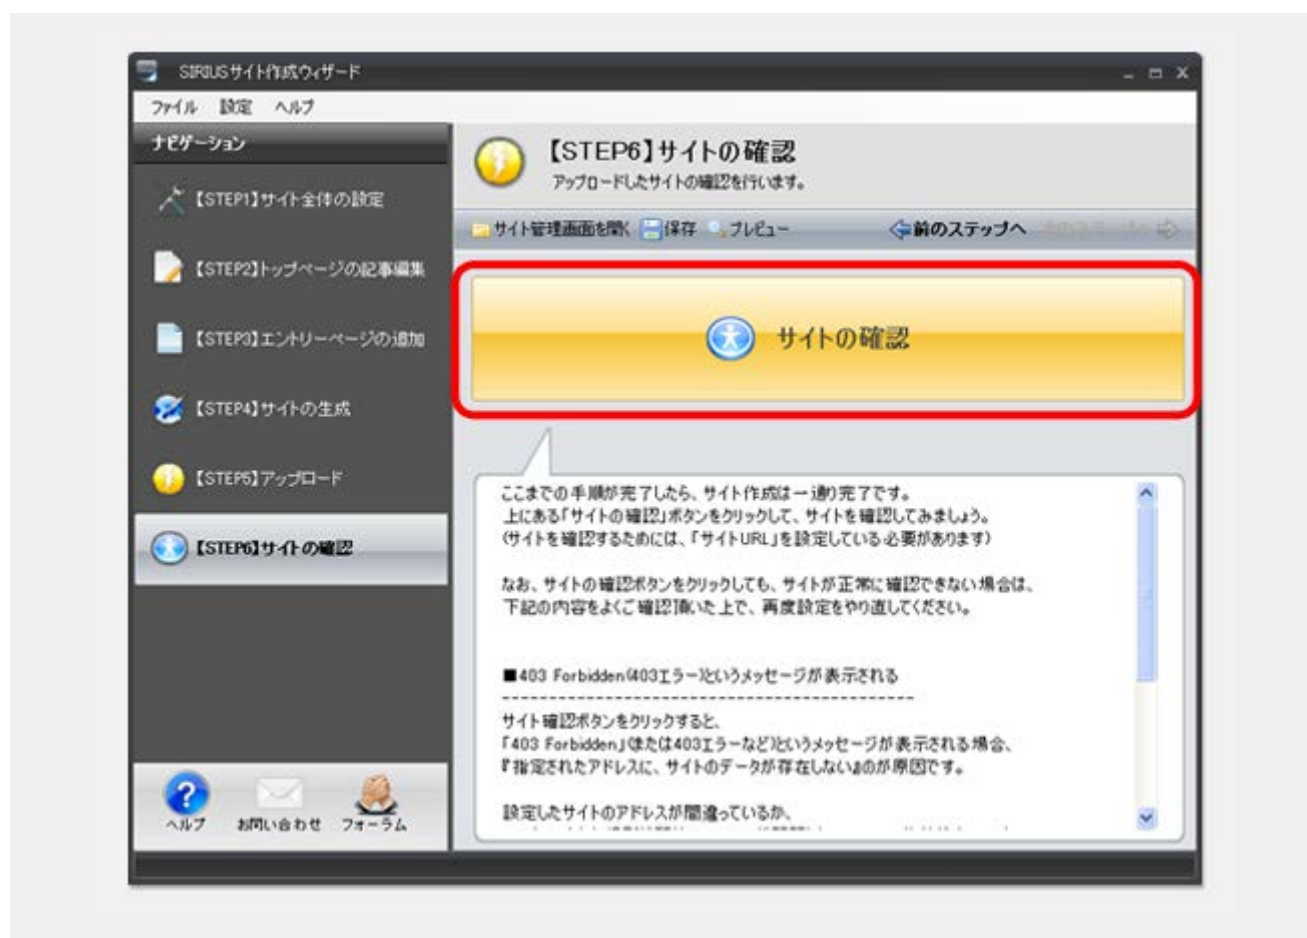 SIRIUSサイト作成ウィザード
ファイル 設定 ヘルプ
ナビゲーション
【STEP1】サイト全体の設定
【STEP2】トップページの記事編集
【STEP3】エントリーページの追加
【STEP4】サイトの生成
【STEP5】アップロード
【STEP6】サイトの確認
ヘルプ お問い合わせ フォーラム
【STEP6】サイトの確認
アップロードしたサイトの確認を行います。
サイト管理画面を開く 保存 プレビュー 前のステップへ 次のステップへ
サイトの確認
ここまでの手順が完了したら、サイト作成は一通り完了です。
上にある「サイトの確認」ボタンをクリックして、サイトを確認してみましょう。
(サイトを確認するためには、「サイトURL」を設定している必要があります)
なお、サイトの確認ボタンをクリックしても、サイトが正常に確認できない場合は、
下記の内容をよくご確認頂いた上で、再度設定をやり直してください。
■403 Forbidden(403エラー)というメッセージが表示される
--------------------------------------------
サイト確認ボタンをクリックすると、
「403 Forbidden」(または403エラーなど)というメッセージが表示される場合、
『指定されたアドレスに、サイトのデータが存在しない』のが原因です。
設定したサイトのアドレスが間違っているか、